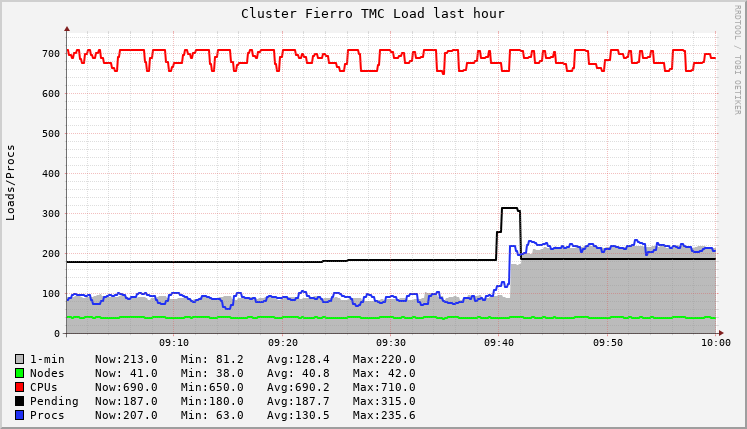 Cluster Fierro TMC Load last hour
RRDTOOL / TOBI OETIKER
Loads/Procs
700
600
500
400
300
200
100
0
09:10 09:20 09:30 09:40 09:50 10:00
1-min Now:213.0 Min: 81.2 Avg:128.4 Max:220.0
Nodes Now: 41.0 Min: 38.0 Avg: 40.8 Max: 42.0
CPUs Now:690.0 Min:650.0 Avg:690.2 Max:710.0
Pending Now:187.0 Min:180.0 Avg:187.7 Max:315.0
Procs Now:207.0 Min: 63.0 Avg:130.5 Max:235.6